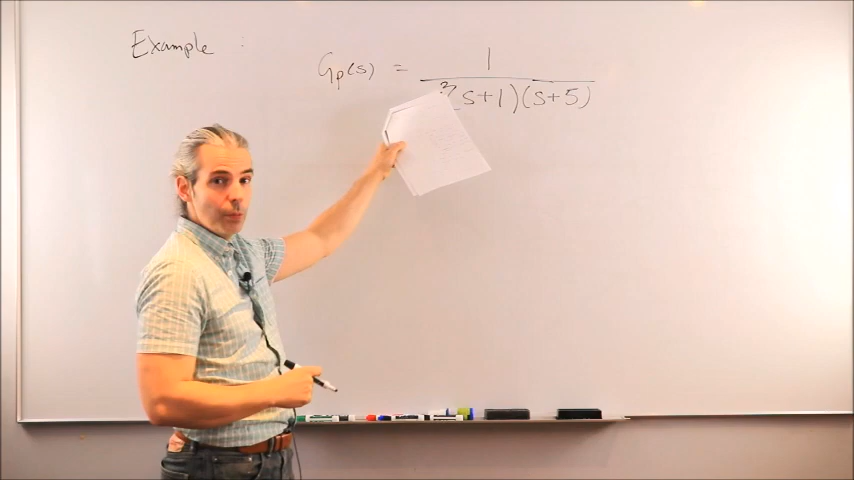 Example :
Gp(s) = 1
(s+1)(s+5)